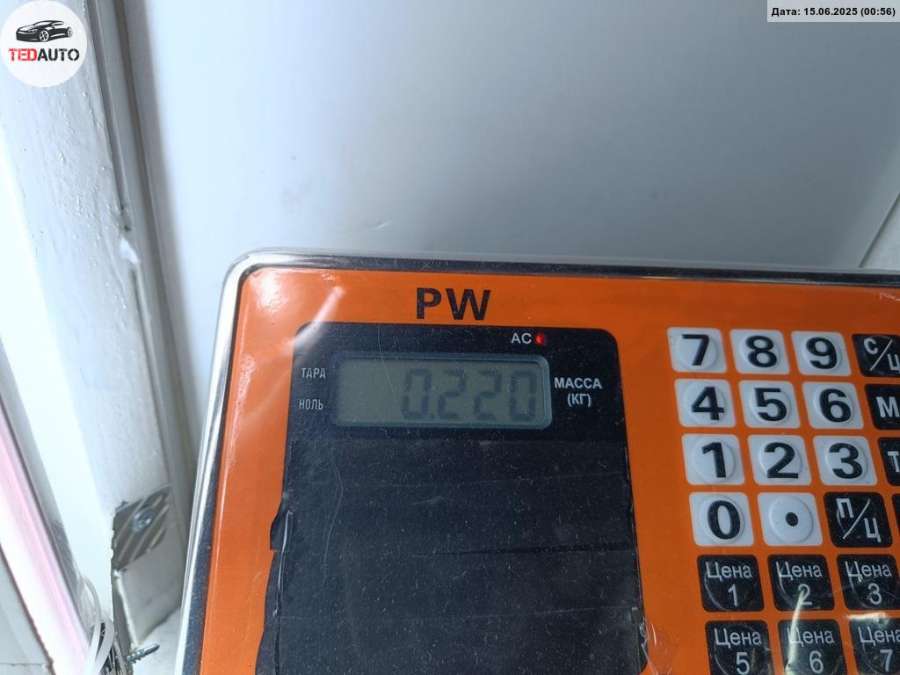 TEDAUTO
Дата: 15.06.2025 (00:56)
PW
AC
ТАРА
НОЛЬ
0.220
МАССА
(КГ)
7 8 9 С/Ц
4 5 6 М
1 2 3 Т
0 • П/Ц
Цена 1 Цена 2 Цена 3
Цена 5 Цена 6 Цена 7